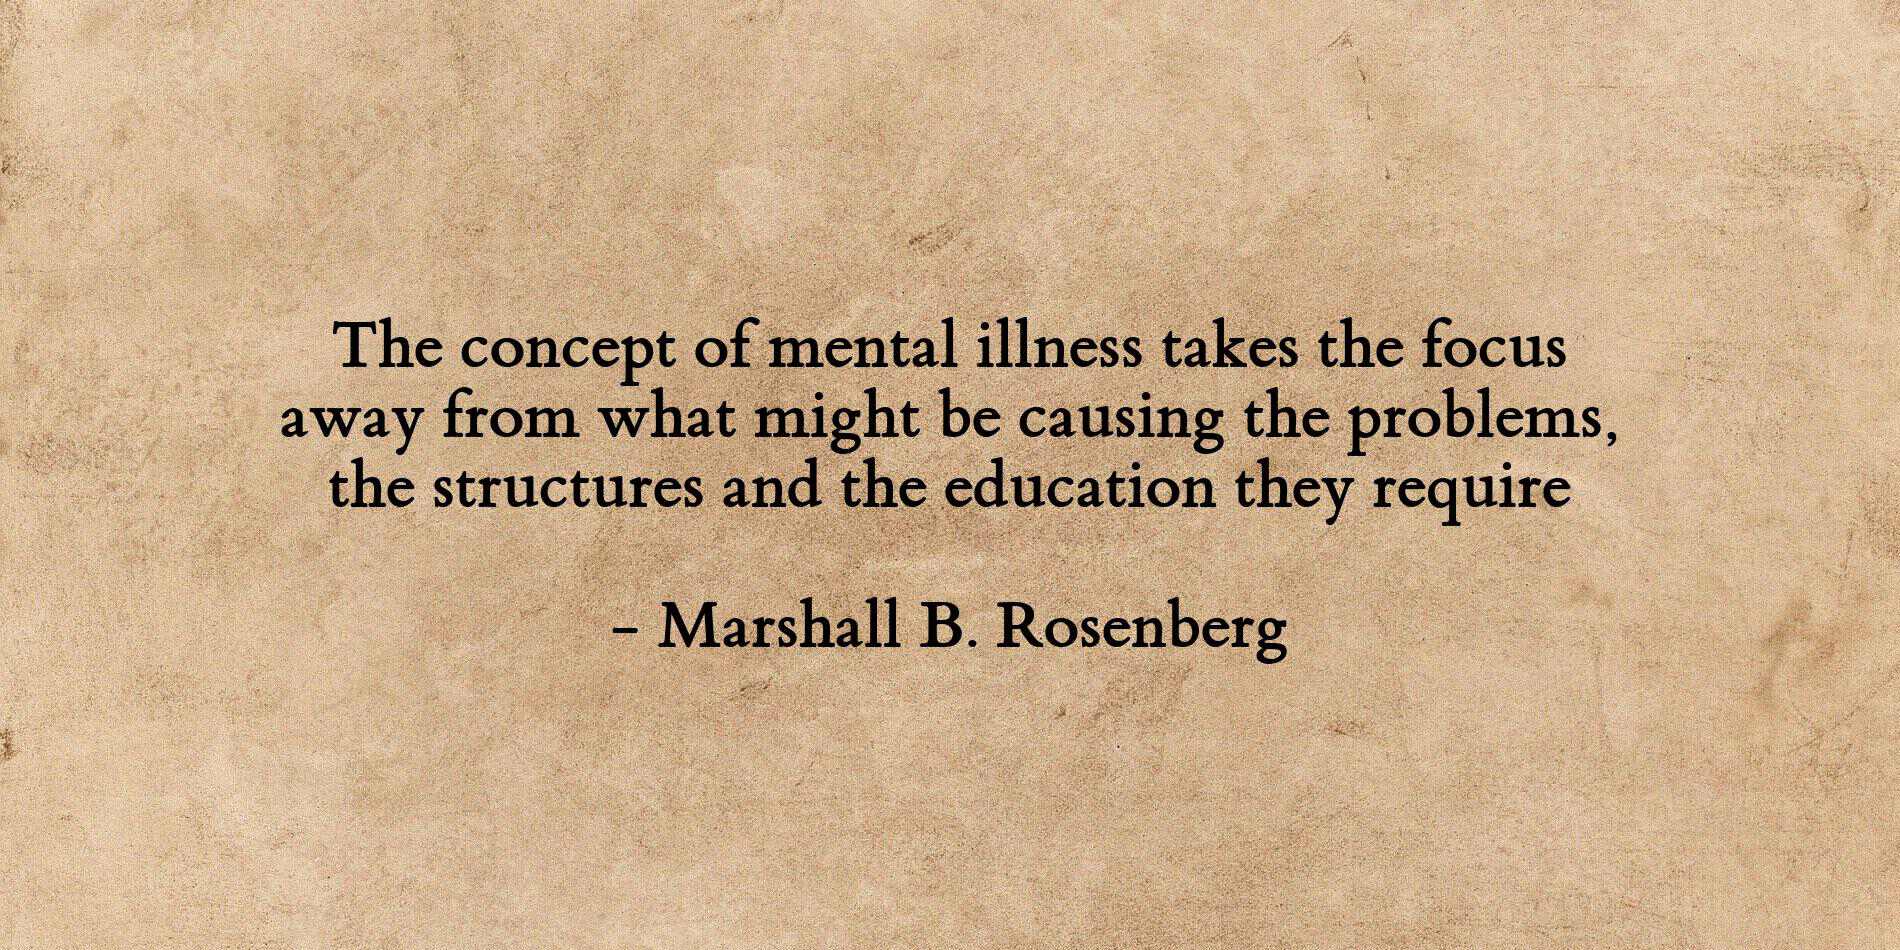 The concept of mental illness takes the focus
away from what might be causing the problems,
the structures and the education they require
- Marshall B. Rosenberg